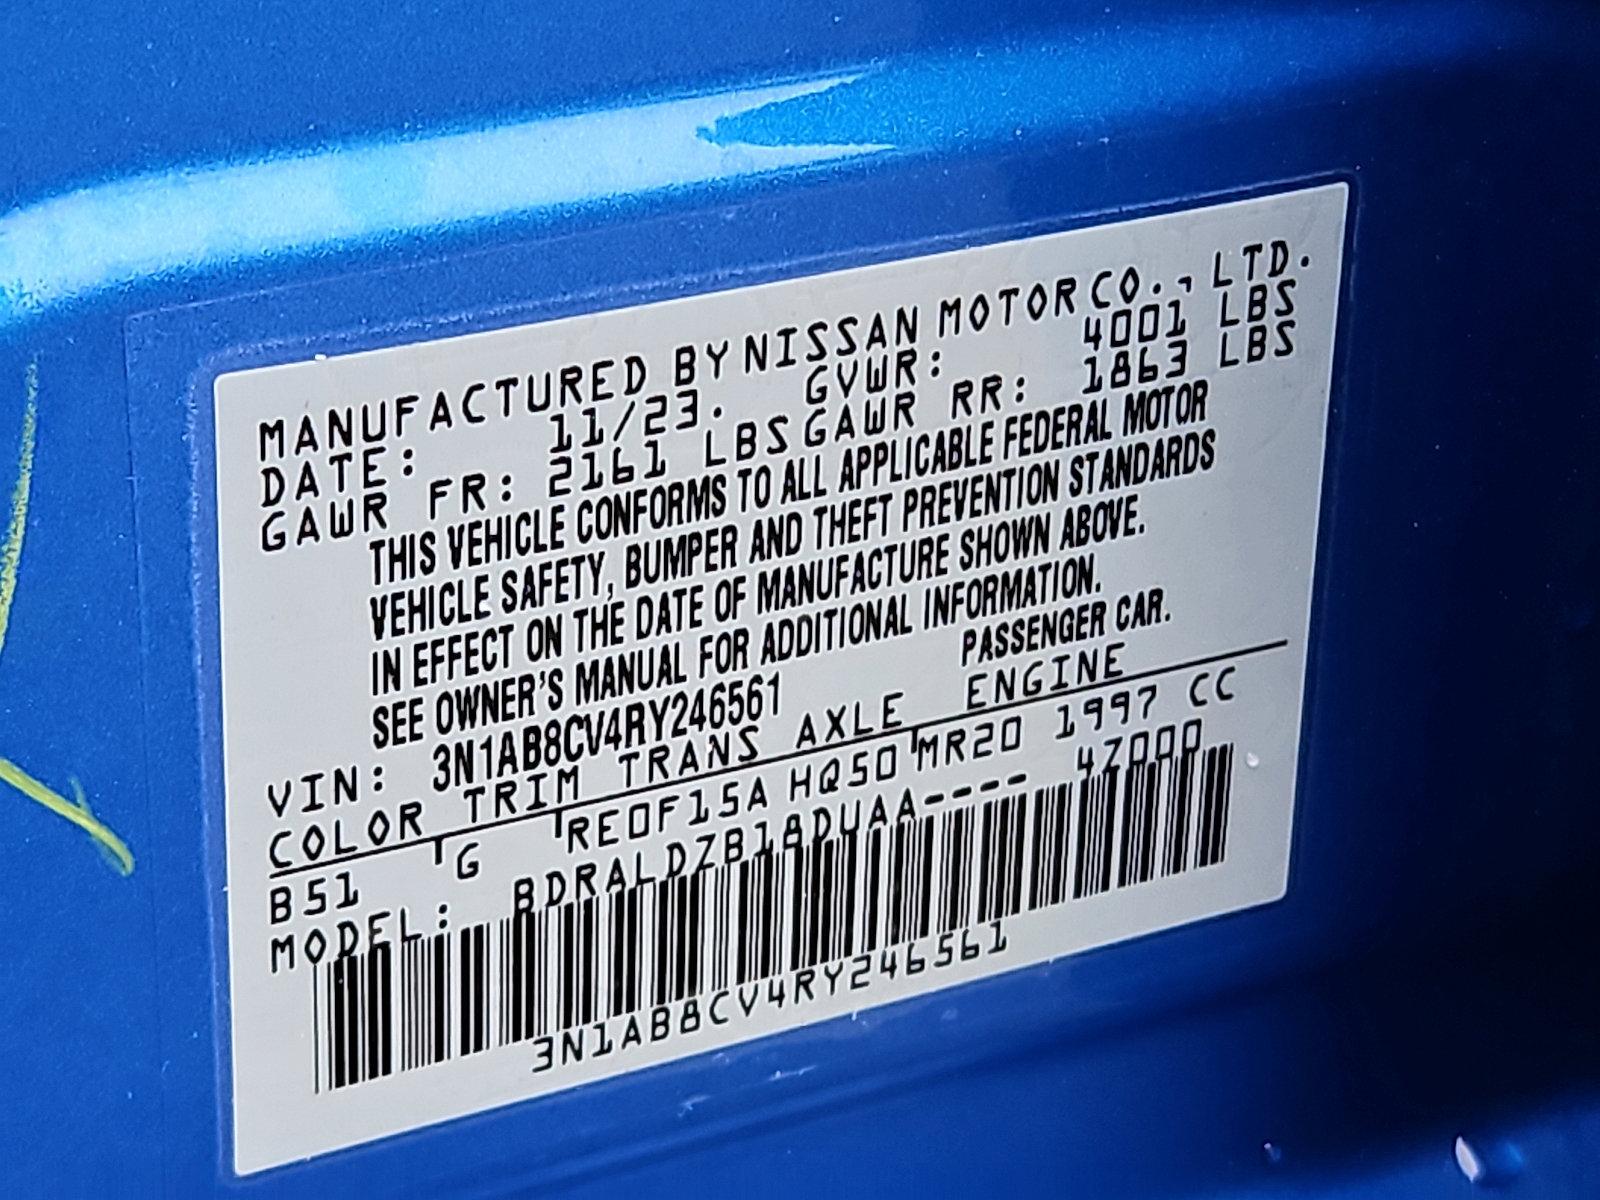 MANUFACTURED BY NISSAN MOTOR CO., LTD.
DATE: 11/23. GVWR: 4001 LBS
GAWR FR: 2161 LBS GAWR RR: 1863 LBS
THIS VEHICLE CONFORMS TO ALL APPLICABLE FEDERAL MOTOR
VEHICLE SAFETY, BUMPER AND THEFT PREVENTION STANDARDS
IN EFFECT ON THE DATE OF MANUFACTURE SHOWN ABOVE.
SEE OWNER'S MANUAL FOR ADDITIONAL INFORMATION.
VIN: 3N1AB8CV4RY246561 PASSENGER CAR.
COLOR TRIM TRANS AXLE ENGINE
B51 G RE0F15A HQ50 MR20 1997 CC
MODEL: BDRALDZB18DUAA---- 4Z000
3N1AB8CV4RY246561